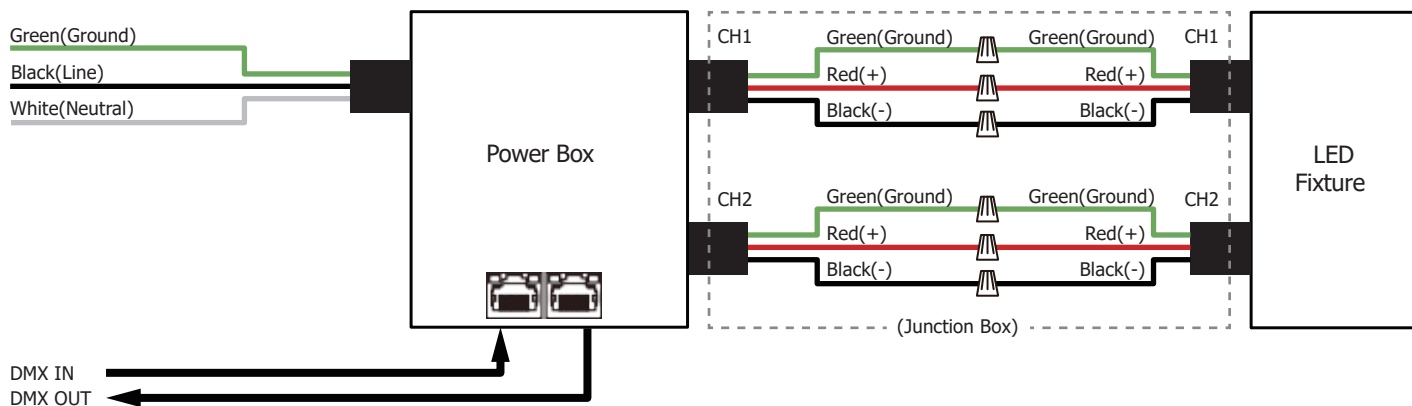 Green(Ground)
Black(Line)
White(Neutral)
Power Box
CH1
Green(Ground)
Green(Ground)
CH1
Red(+)
Red(+)
Black(-)
Black(-)
CH2
Green(Ground)
Green(Ground)
CH2
Red(+)
Red(+)
Black(-)
Black(-)
(Junction Box)
LED
Fixture
DMX IN
DMX OUT